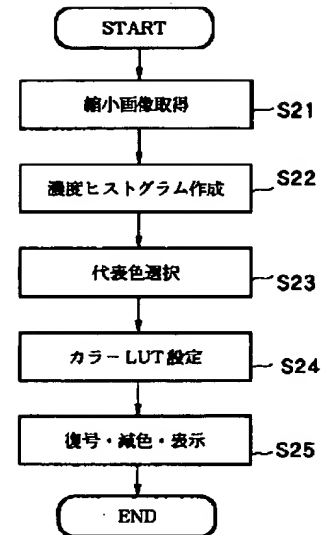 START
縮小画像取得
S21
濃度ヒストグラム作成
S22
代表色選択
S23
カラーLUT設定
S24
復号・減色・表示
S25
END